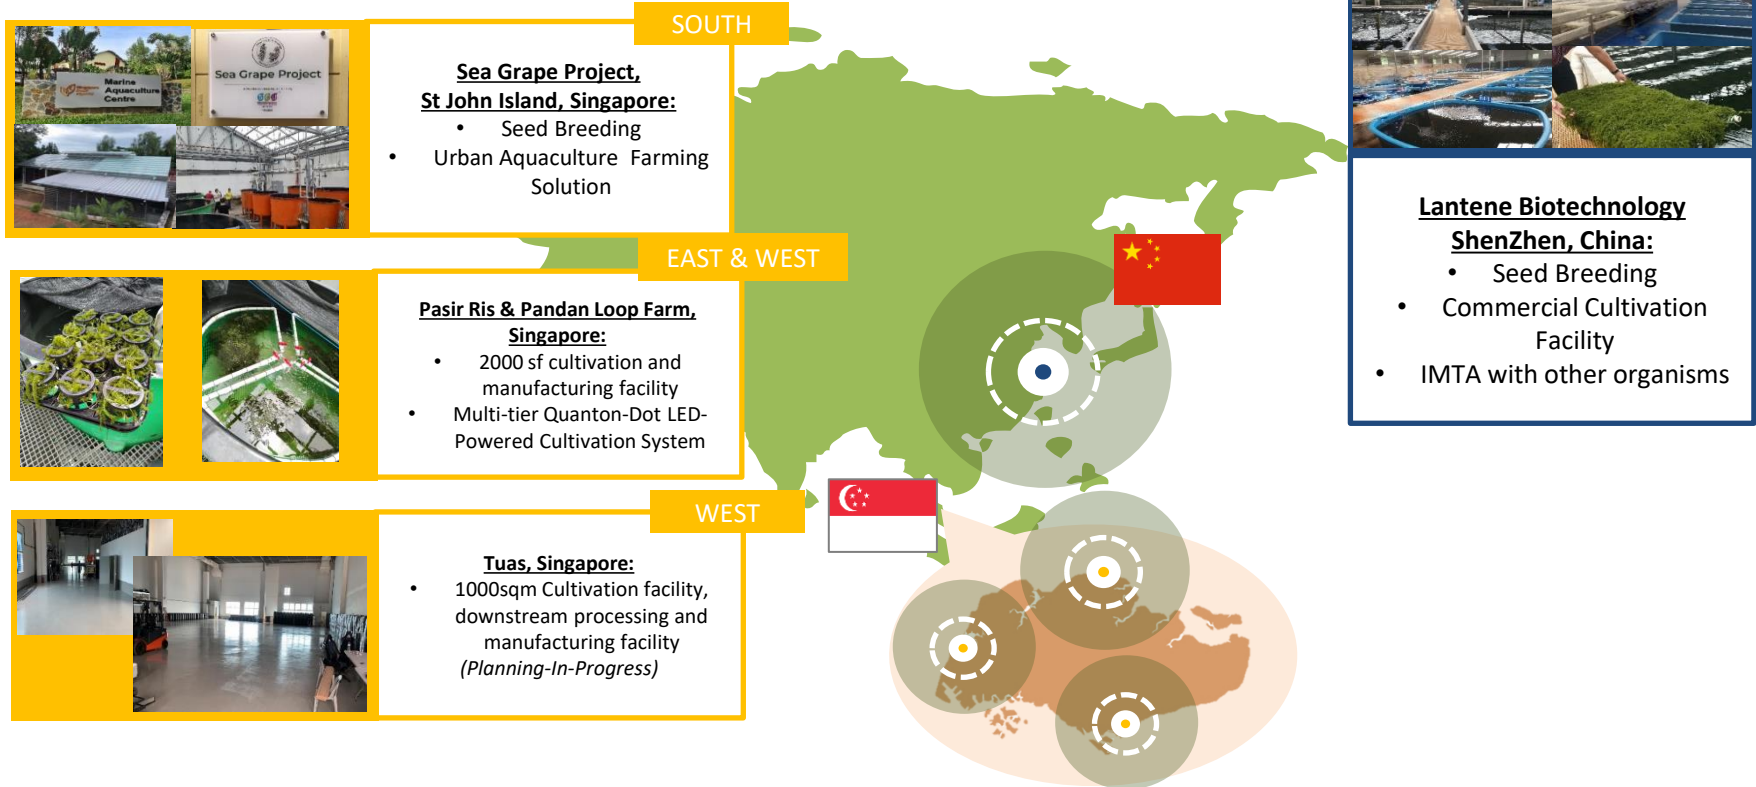 SOUTH
Marine
Aquaculture
Centre
Sea Grape Project
Sea Grape Project,
St John Island, Singapore:
• Seed Breeding
• Urban Aquaculture Farming
Solution
EAST & WEST
Pasir Ris & Pandan Loop Farm,
Singapore:
• 2000 sf cultivation and
manufacturing facility
• Multi-tier Quanton-Dot LED-
Powered Cultivation System
WEST
Tuas, Singapore:
• 1000sqm Cultivation facility,
downstream processing and
manufacturing facility
(Planning-In-Progress)
Lantene Biotechnology
ShenZhen, China:
• Seed Breeding
• Commercial Cultivation
Facility
• IMTA with other organisms